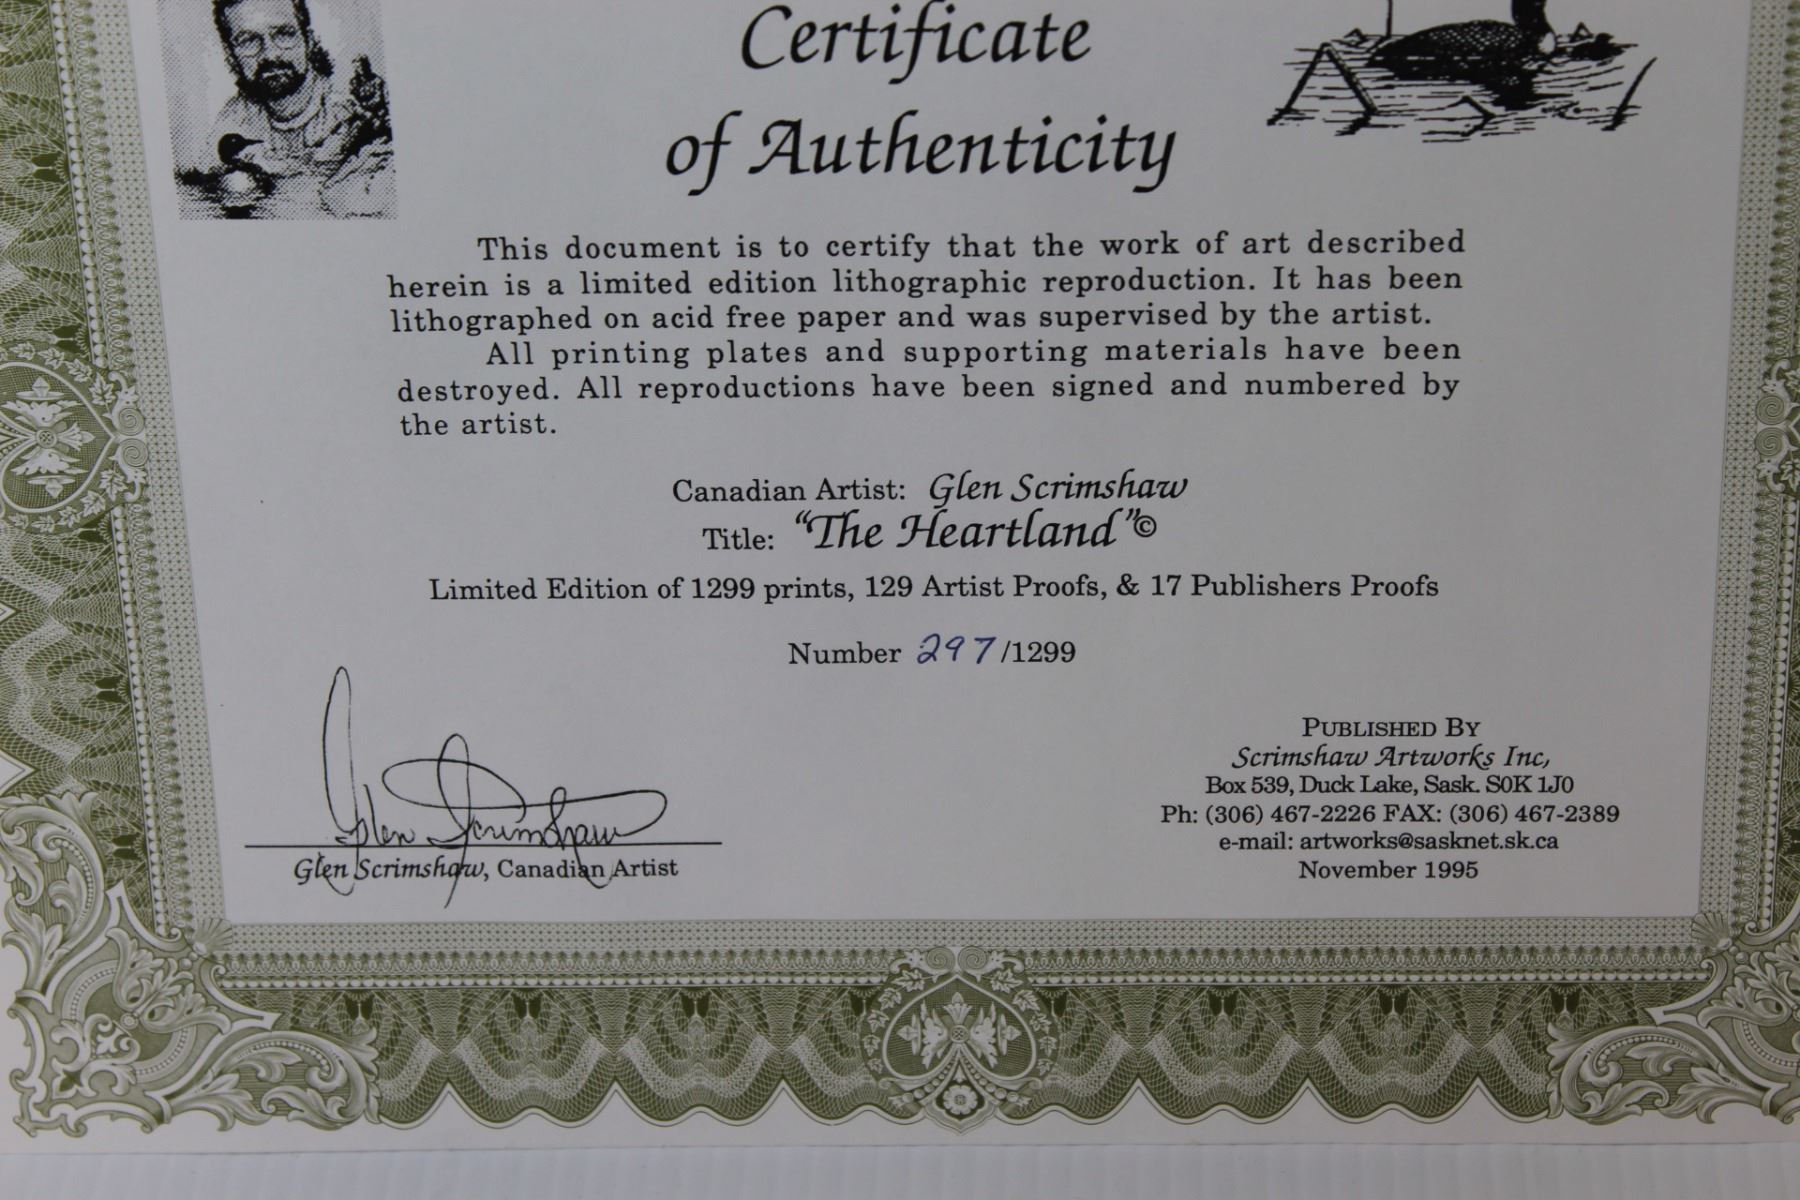 Certificate
of Authenticity
This document is to certify that the work of art described
herein is a limited edition lithographic reproduction. It has been
lithographed on acid free paper and was supervised by the artist.
All printing plates and supporting materials have been
destroyed. All reproductions have been signed and numbered by
the artist.
Canadian Artist: Glen Scrimshaw
Title: "The Heartland"©
Limited Edition of 1299 prints, 129 Artist Proofs, & 17 Publishers Proofs
Number 297/1299
Glen Scrimshaw
Glen Scrimshaw, Canadian Artist
PUBLISHED BY
Scrimshaw Artworks Inc,
Box 539, Duck Lake, Sask. S0K 1J0
Ph: (306) 467-2226 FAX: (306) 467-2389
e-mail: artworks@sasknet.sk.ca
November 1995